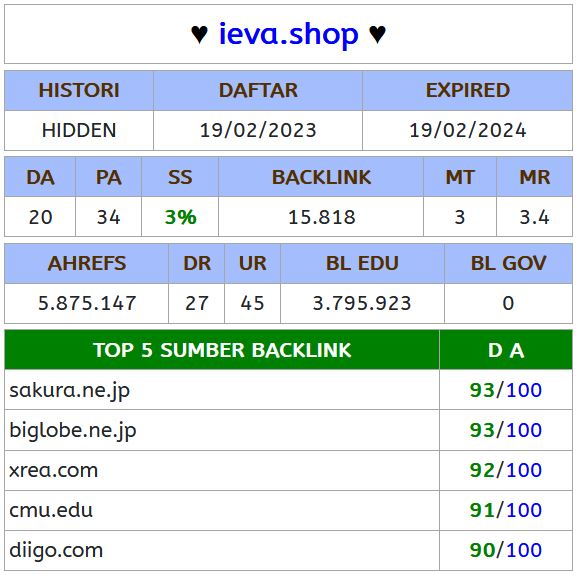 ♥ ieva.shop ♥
HISTORI DAFTAR EXPIRED
HIDDEN 19/02/2023 19/02/2024
DA PA SS BACKLINK MT MR
20 34 3% 15.818 3 3.4
AHREFS DR UR BL EDU BL GOV
5.875.147 27 45 3.795.923 0
TOP 5 SUMBER BACKLINK D A
sakura.ne.jp 93/100
biglobe.ne.jp 93/100
xrea.com 92/100
cmu.edu 91/100
diigo.com 90/100